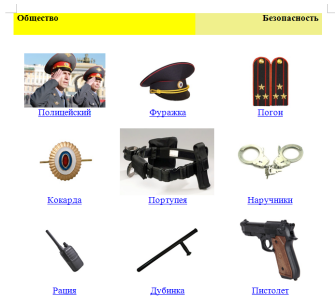 Общество Безопасность
Полицейский Фуражка Погон
Кокарда Портупея Наручники
Рация Дубинка Пистолет